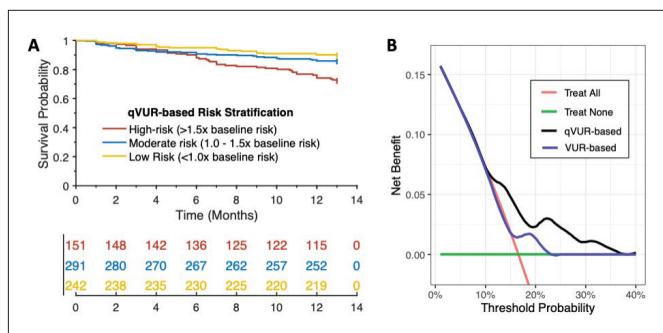 A
Survival Probability
1
0.8
0.6
0.4
0.2
0
qVUR-based Risk Stratification
High-risk (>1.5x baseline risk)
Moderate risk (1.0 - 1.5x baseline risk)
Low Risk (<1.0x baseline risk)
0 2 4 6 8 10 12 14
Time (Months)
151 148 142 136 125 122 115 0
291 280 270 267 262 257 252 0
242 238 235 230 225 220 219 0
0 2 4 6 8 10 12 14
B
Net Benefit
0.15
0.10
0.05
0.00
Treat All
Treat None
qVUR-based
VUR-based
0% 10% 20% 30% 40%
Threshold Probability